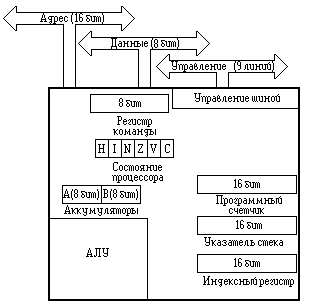 Адрес (16 бит)
Данные (8 бит)
Управление (9 линий)
8 бит
Управление шиной
Регистр
команды
H I N Z V C
Состояние
процессора
A(8 бит) B(8 бит)
Аккумуляторы
16 бит
Программный
счетчик
16 бит
Указатель стека
АЛУ
16 бит
Индексный регистр